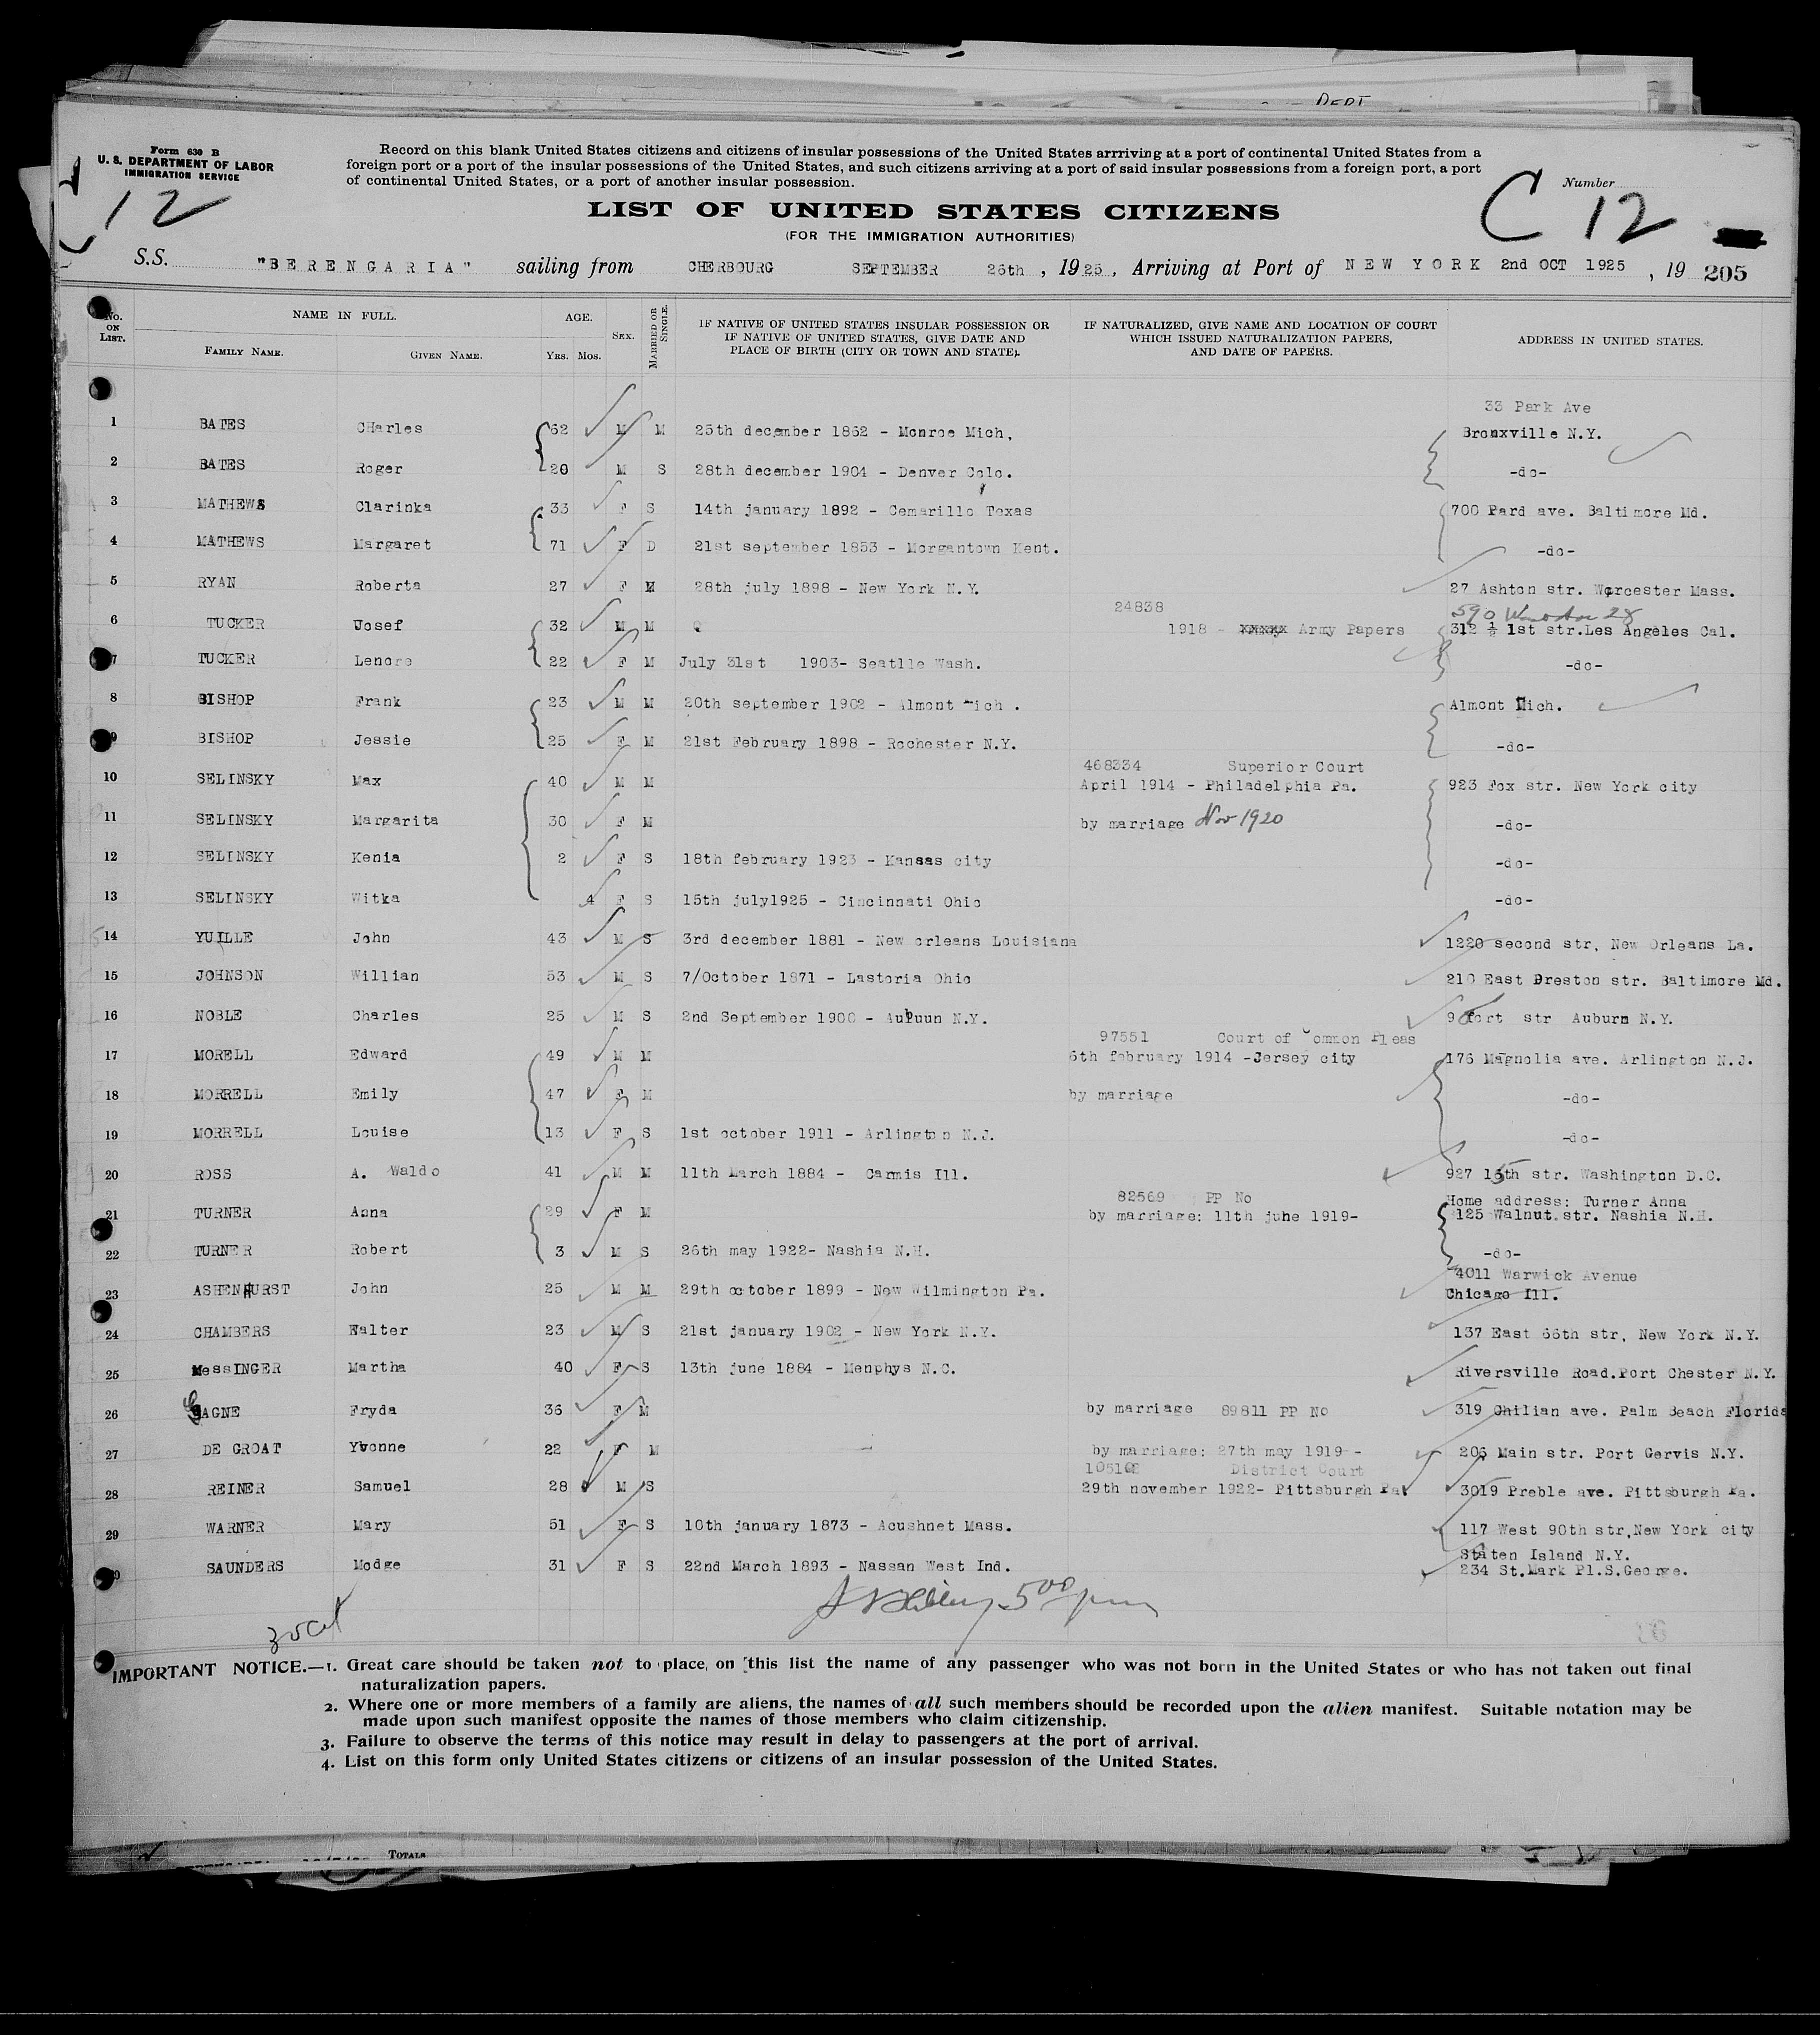 DEPT
Form 630 B
U. S. DEPARTMENT OF LABOR
IMMIGRATION SERVICE
12
Record on this blank United States citizens and citizens of insular possessions of the United States arrriving at a port of continental United States from a
foreign port or a port of the insular possessions of the United States, and such citizens arriving at a port of said insular possessions from a foreign port, a port
of continental United States, or a port of another insular possession.
Number
C 12
LIST OF UNITED STATES CITIZENS
(FOR THE IMMIGRATION AUTHORITIES)
S.S. "BERENGARIA" sailing from CHERBOURG SEPTEMBER 26th, 1925, Arriving at Port of NEW YORK 2nd OCT 1925, 19 205
No. ON LIST.
NAME IN FULL.
FAMILY NAME. GIVEN NAME.
AGE.
YRS. MOS.
SEX.
MARRIED OR SINGLE.
IF NATIVE OF UNITED STATES INSULAR POSSESSION OR
IF NATIVE OF UNITED STATES, GIVE DATE AND
PLACE OF BIRTH (CITY OR TOWN AND STATE).
IF NATURALIZED, GIVE NAME AND LOCATION OF COURT
WHICH ISSUED NATURALIZATION PAPERS,
AND DATE OF PAPERS.
ADDRESS IN UNITED STATES.
33 Park Ave
1 BATES CHarles 62 M M 25th december 1862 - Monroe Mich, Bronxville N.Y.
2 BATES Roger 20 M S 28th december 1904 - Denver Colo. -do-
3 MATHEWS Clarinka 33 F S 14th january 1892 - Cemarillo Texas 700 Pard ave. Baltimore Md.
4 MATHEWS Margaret 71 F D 21st september 1853 - Morgantown Kent. -do-
5 RYAN Roberta 27 F M 28th july 1898 - New York N.Y. 27 Ashton str. Worcester Mass.
24838 590
6 TUCKER Josef 32 M M 1918 - xxxxx Army Papers 312 ½ 1st str.Los Angeles Cal.
7 TUCKER Lenore 22 F M July 31st 1903- Seatlle Wash. -do-
8 BISHOP Frank 23 M M 20th september 1902 - Almont Mich . Almont Mich.
9 BISHOP Jessie 25 F M 21st February 1898 - Rochester N.Y. -do-
468334 Superior Court
10 SELINSKY Max 40 M M April 1914 - Philadelphia Pa. 923 Fox str. New York city
11 SELINSKY Margarita 30 F M by marriage Nov 1920 -do-
12 SELINSKY Kenia 2 F S 18th february 1923 - Kansas city -do-
13 SELINSKY Witka 4 F S 15th july1925 - Cincinnati Ohio -do-
14 YUILLE John 43 M S 3rd december 1881 - New orleans Louisiana 1220 second str, New Orleans La.
15 JOHNSON Willian 53 M S 7/October 1871 - Lastoria Ohio 210 East Preston str. Baltimore Md.
16 NOBLE Charles 25 M S 2nd September 1900 - Aubuun N.Y. 9 fort str Auburn N.Y.
97551 Court of Common Pleas
17 MORELL Edward 49 M M 6th february 1914 -Jersey city 176 Magnolia ave. Arlington N.J.
18 MORRELL Emily 47 F M by marriage -do-
19 MORRELL Louise 13 F S 1st october 1911 - Arlington N.J. -do-
20 ROSS A. Waldo 41 M M 11th March 1884 - Carmis Ill. 927 15th str. Washington D.C.
82569 PP No Home address: Turner Anna
21 TURNER Anna 29 F M by marriage: 11th june 1919- 125 Walnut.str. Nashia N.H.
22 TURNER Robert 3 M S 26th may 1922- Nashia N.H. -do-
4011 Warwick Avenue
23 ASHENHURST John 25 M M 29th october 1899 - New Wilmington Pa. Chicago Ill.
24 CHAMBERS Walter 23 M S 21st january 1902 - New York N.Y. 137 East 66th str, New York N.Y.
25 MessINGER Martha 40 F S 13th june 1884 - Menphys N.C. Riversville Road.Port Chester N.Y.
26 GAGNE Fryda 36 F M by marriage 89811 PP No 319 Chilian ave. Palm Beach Florida
27 DE GROAT Yvonne 22 F M by marriage: 27th may 1919 - 206 Main str. Port Gervis N.Y.
105102 District Court
28 REINER Samuel 28 M S 29th november 1922- Pittsburgh Pa 3019 Preble ave. Pittsburgh Pa.
29 WARNER Mary 51 F S 10th january 1873 - Acushnet Mass. 117 West 90th str,New York city
Staten Island N.Y.
30 SAUNDERS Modge 31 F S 22nd March 1893 - Nassan West Ind. 234 St.Mark Pl.S.George.
5 00 pm
IMPORTANT NOTICE.—1. Great care should be taken not to place on this list the name of any passenger who was not born in the United States or who has not taken out final
naturalization papers.
2. Where one or more members of a family are aliens, the names of all such members should be recorded upon the alien manifest. Suitable notation may be
made upon such manifest opposite the names of those members who claim citizenship.
3. Failure to observe the terms of this notice may result in delay to passengers at the port of arrival.
4. List on this form only United States citizens or citizens of an insular possession of the United States.
TOTALS